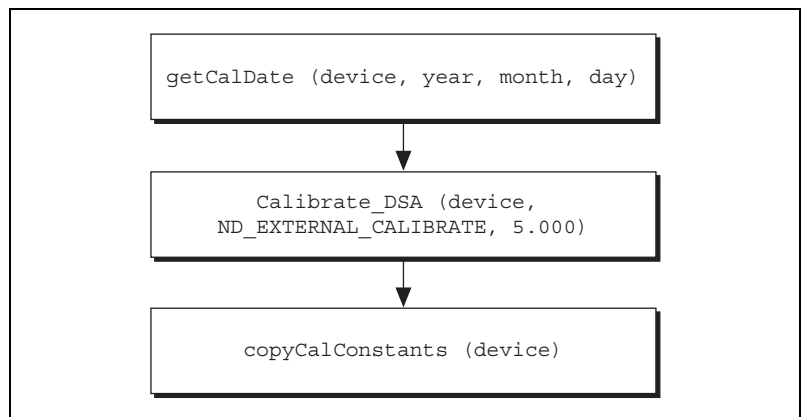 getCalDate (device, year, month, day)
Calibrate_DSA (device,
ND_EXTERNAL_CALIBRATE, 5.000)
copyCalConstants (device)